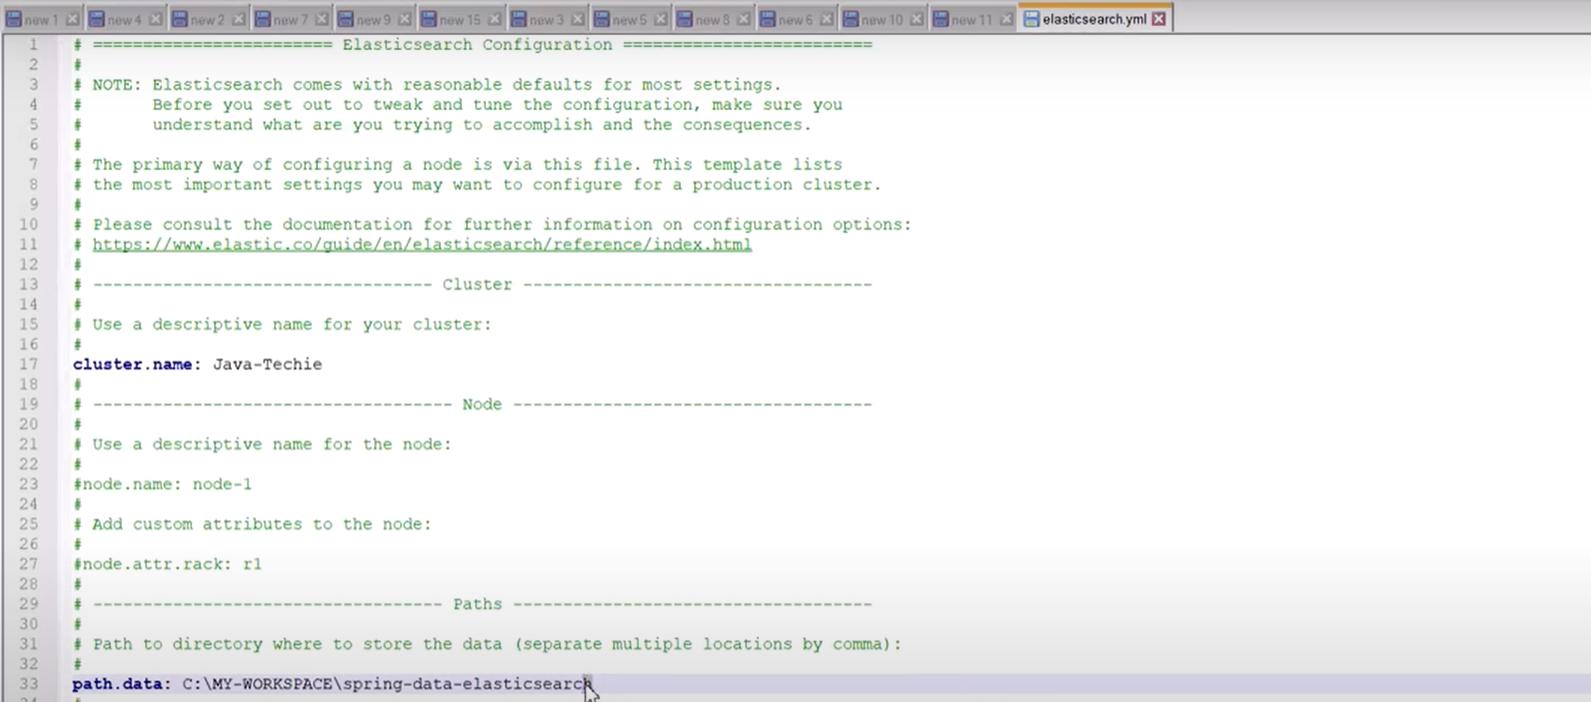 new 1 new 4 new 2 new 7 new 9 new 15 new 3 new 5 new 8 new 6 new 10 new 11 elasticsearch.yml
1 # ======================== Elasticsearch Configuration =========================
2 #
3 # NOTE: Elasticsearch comes with reasonable defaults for most settings.
4 #       Before you set out to tweak and tune the configuration, make sure you
5 #       understand what are you trying to accomplish and the consequences.
6 #
7 # The primary way of configuring a node is via this file. This template lists
8 # the most important settings you may want to configure for a production cluster.
9 #
10 # Please consult the documentation for further information on configuration options:
11 # https://www.elastic.co/guide/en/elasticsearch/reference/index.html
12 #
13 # ---------------------------------- Cluster -----------------------------------
14 #
15 # Use a descriptive name for your cluster:
16 #
17 cluster.name: Java-Techie
18 #
19 # ------------------------------------ Node ------------------------------------
20 #
21 # Use a descriptive name for the node:
22 #
23 #node.name: node-1
24 #
25 # Add custom attributes to the node:
26 #
27 #node.attr.rack: r1
28 #
29 # ----------------------------------- Paths ------------------------------------
30 #
31 # Path to directory where to store the data (separate multiple locations by comma):
32 #
33 path.data: C:\MY-WORKSPACE\spring-data-elasticsearch